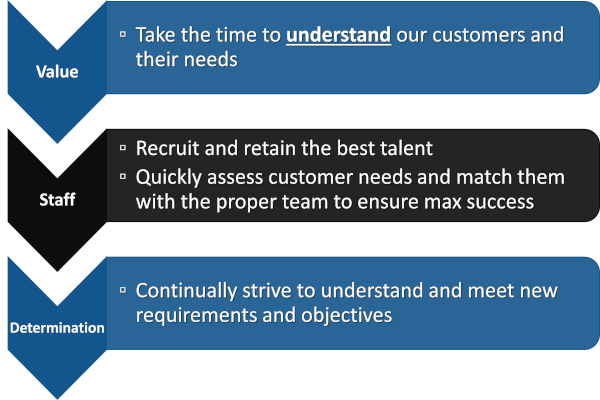 Value
▫ Take the time to understand our customers and
their needs
Staff
▫ Recruit and retain the best talent
▫ Quickly assess customer needs and match them
with the proper team to ensure max success
Determination
▫ Continually strive to understand and meet new
requirements and objectives